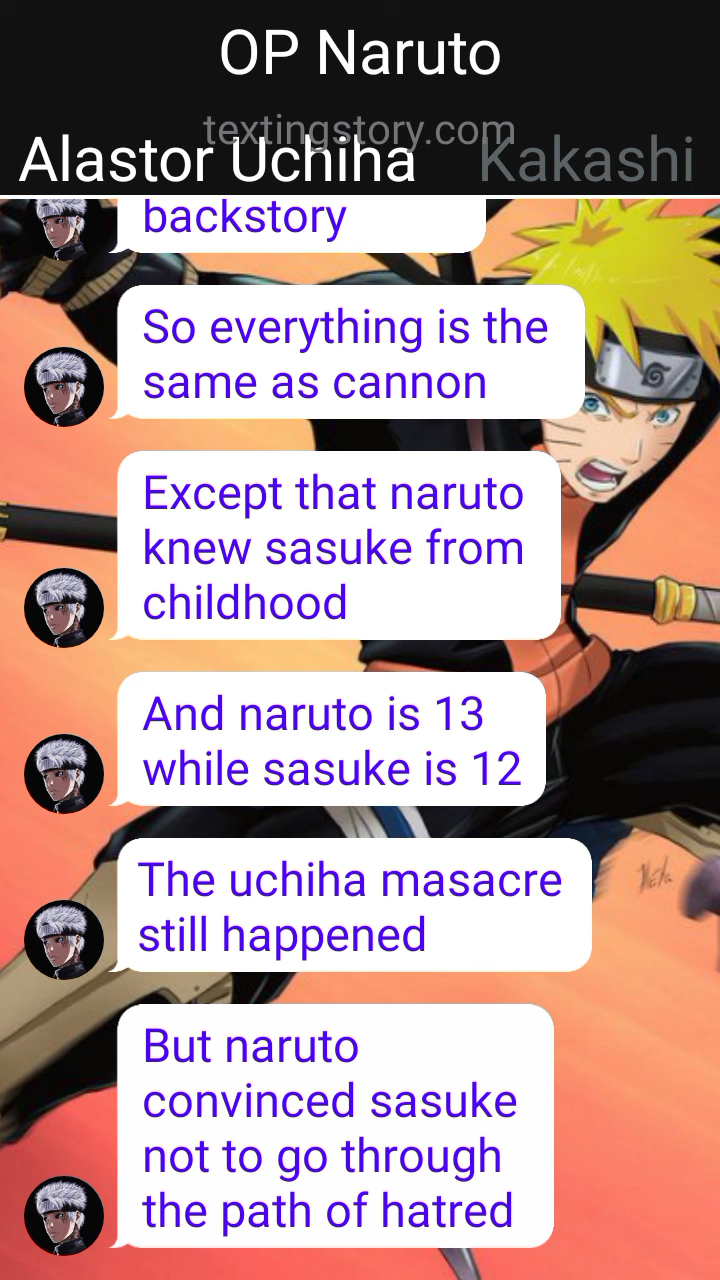 OP Naruto
textingstory.com
Alastor Uchiha Kakashi
backstory
So everything is the
same as cannon
Except that naruto
knew sasuke from
childhood
And naruto is 13
while sasuke is 12
The uchiha masacre
still happened
But naruto
convinced sasuke
not to go through
the path of hatred